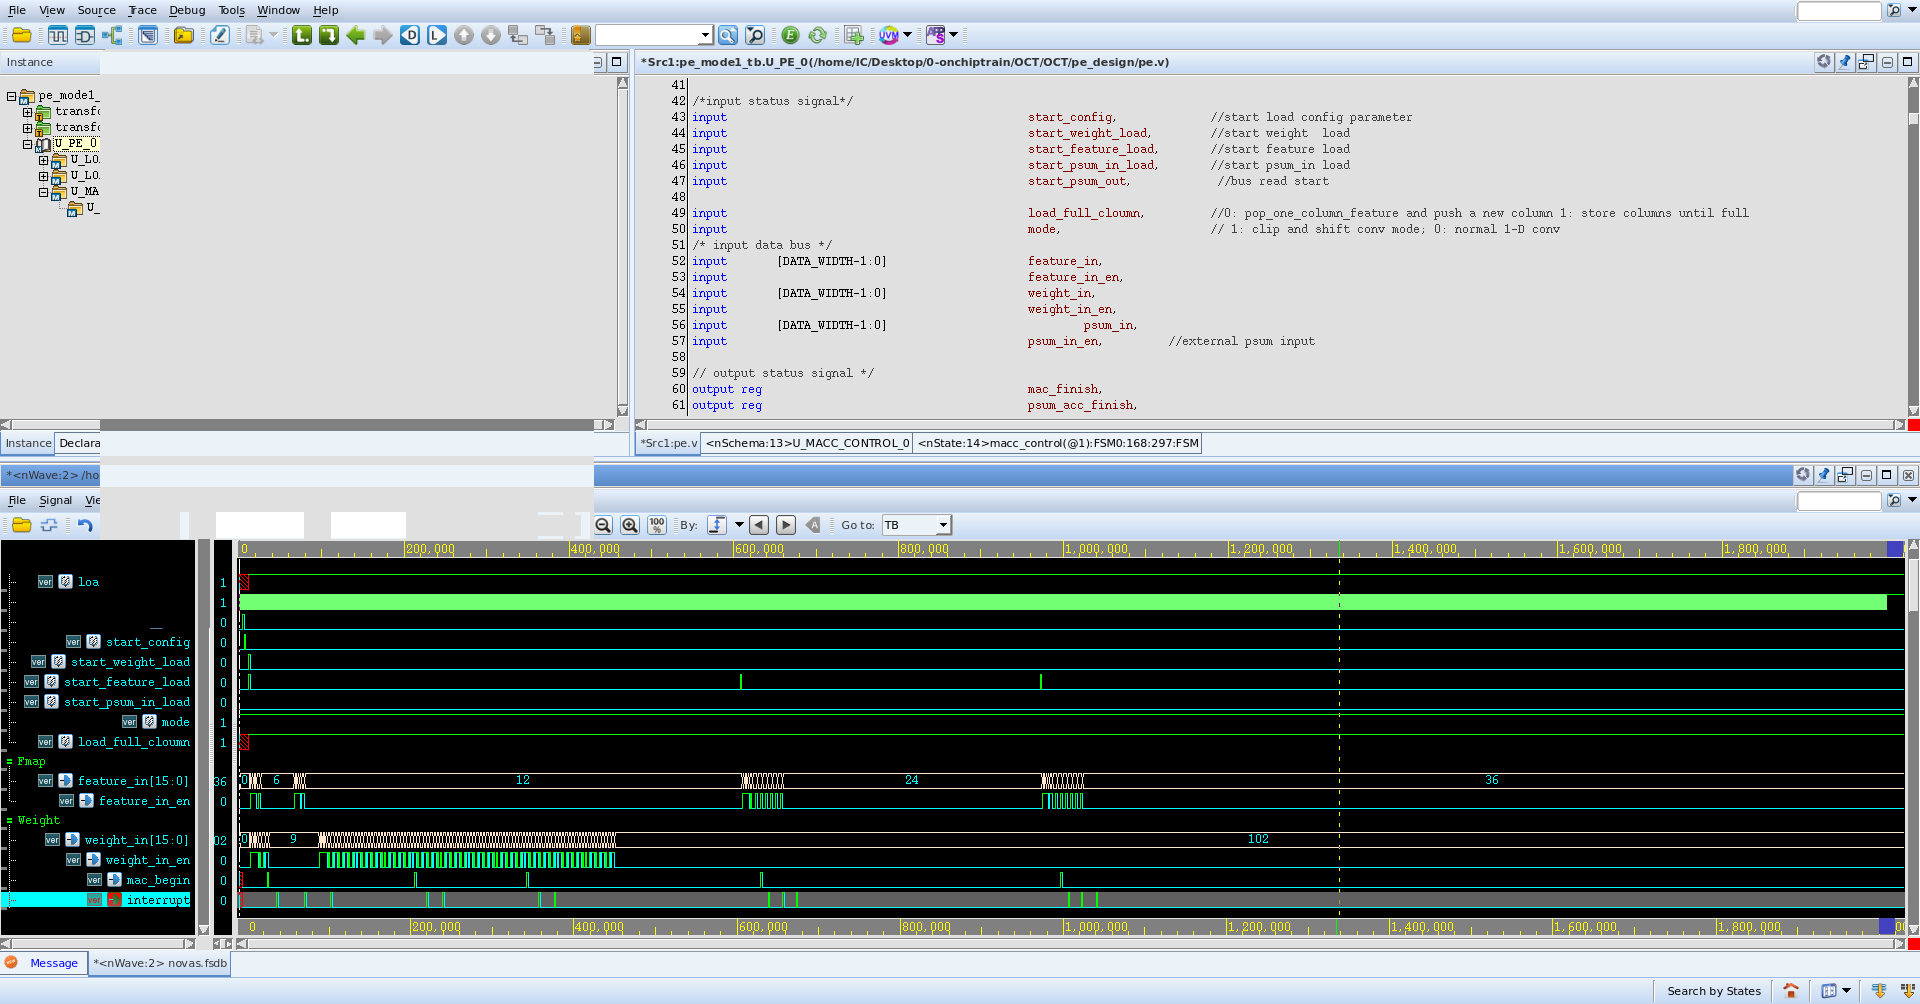 File View Source Trace Debug Tools Window Help
Instance
*Src1:pe_mode1_tb.U_PE_0(/home/IC/Desktop/0-onchiptrain/OCT/OCT/pe_design/pe.v)
pe_mode1_
transfo
transfo
U_PE_0
U_LO
U_LO
U_MA
U_
41
42 /*input status signal*/
43 input start_config, //start load config parameter
44 input start_weight_load, //start weight  load
45 input start_feature_load, //start feature load
46 input start_psum_in_load, //start psum_in load
47 input start_psum_out, //bus read start
48
49 input load_full_cloumn, //0: pop_one_column_feature and push a new column 1: store columns until full
50 input mode, // 1: clip and shift conv mode; 0: normal 1-D conv
51 /* input data bus */
52 input [DATA_WIDTH-1:0] feature_in,
53 input feature_in_en,
54 input [DATA_WIDTH-1:0] weight_in,
55 input weight_in_en,
56 input [DATA_WIDTH-1:0] psum_in,
57 input psum_in_en, //external psum input
58
59 // output status signal */
60 output reg mac_finish,
61 output reg psum_acc_finish,
Instance Declara
*Src1:pe.v <nSchema:13>U_MACC_CONTROL_0 <nState:14>macc_control(@1):FSM0:168:297:FSM
*<nWave:2> /ho
File Signal Vie
100% By: Go to: TB
0 200,000 400,000 600,000 800,000 1,000,000 1,200,000 1,400,000 1,600,000 1,800,000
loa 1
1
0
start_config 0
start_weight_load 0
start_feature_load 0
start_psum_in_load 0
mode 1
load_full_cloumn 1
Fmap
feature_in[15:0] 36 0 6 12 24 36
feature_in_en 0
Weight
weight_in[15:0] 02 0 9 102
weight_in_en 0
mac_begin 0
interrupt 0
0 200,000 400,000 600,000 800,000 1,000,000 1,200,000 1,400,000 1,600,000 1,800,000 00
Message *<nWave:2> novas.fsdb
Search by States